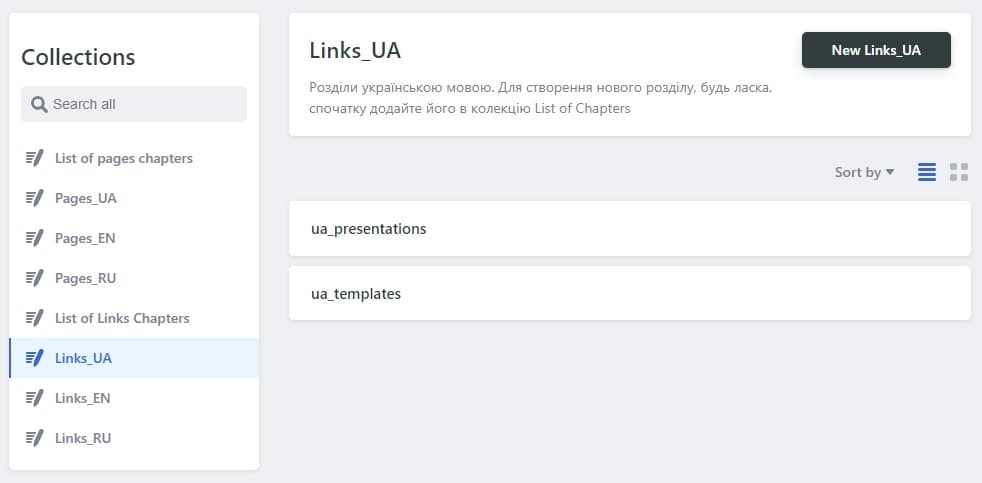 Collections
Search all
List of pages chapters
Pages_UA
Pages_EN
Pages_RU
List of Links Chapters
Links_UA
Links_EN
Links_RU
Links_UA
New Links_UA
Розділи українською мовою. Для створення нового розділу, будь ласка,
спочатку додайте його в колекцію List of Chapters
Sort by
ua_presentations
ua_templates